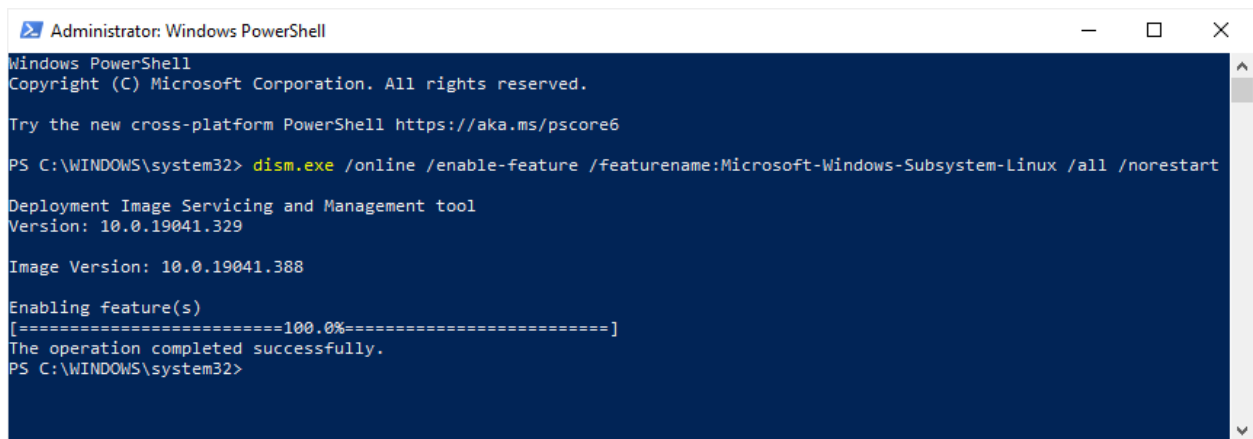 Administrator: Windows PowerShell
Windows PowerShell
Copyright (C) Microsoft Corporation. All rights reserved.
Try the new cross-platform PowerShell https://aka.ms/pscore6
PS C:\WINDOWS\system32> dism.exe /online /enable-feature /featurename:Microsoft-Windows-Subsystem-Linux /all /norestart
Deployment Image Servicing and Management tool
Version: 10.0.19041.329
Image Version: 10.0.19041.388
Enabling feature(s)
[==========================100.0%==========================]
The operation completed successfully.
PS C:\WINDOWS\system32>